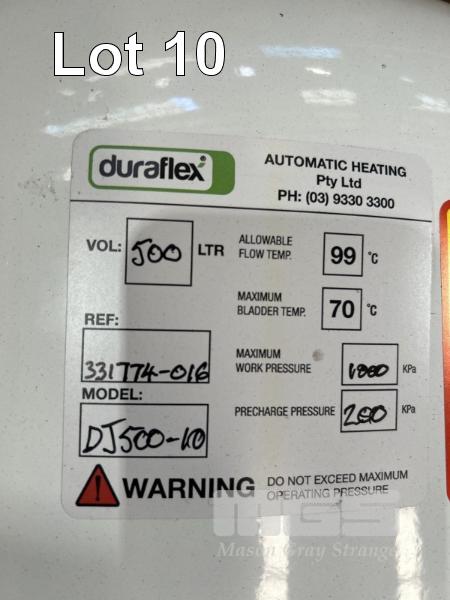 Lot 10
duraflex
AUTOMATIC HEATING
Pty Ltd
PH: (03) 9330 3300
VOL: 500 LTR
ALLOWABLE
FLOW TEMP. 99 °C
MAXIMUM
BLADDER TEMP. 70 °C
REF:
331774-016
MAXIMUM
WORK PRESSURE 1000 KPa
MODEL:
DJ500-10
PRECHARGE PRESSURE 200 KPa
WARNING
DO NOT EXCEED MAXIMUM
OPERATING PRESSURE
MGS
Mason Gray Strange